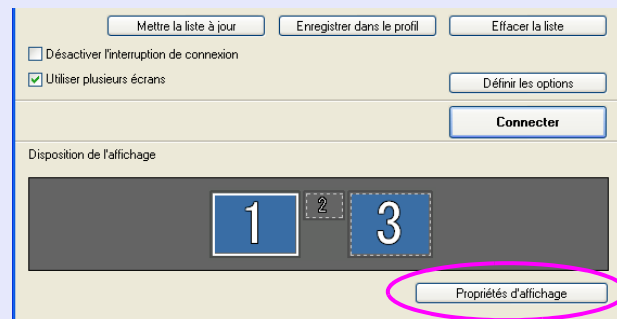 Mettre la liste à jour Enregistrer dans le profil Effacer la liste
Désactiver l'interruption de connexion
Utiliser plusieurs écrans Définir les options
Connecter
Disposition de l'affichage
1 2 3
Propriétés d'affichage